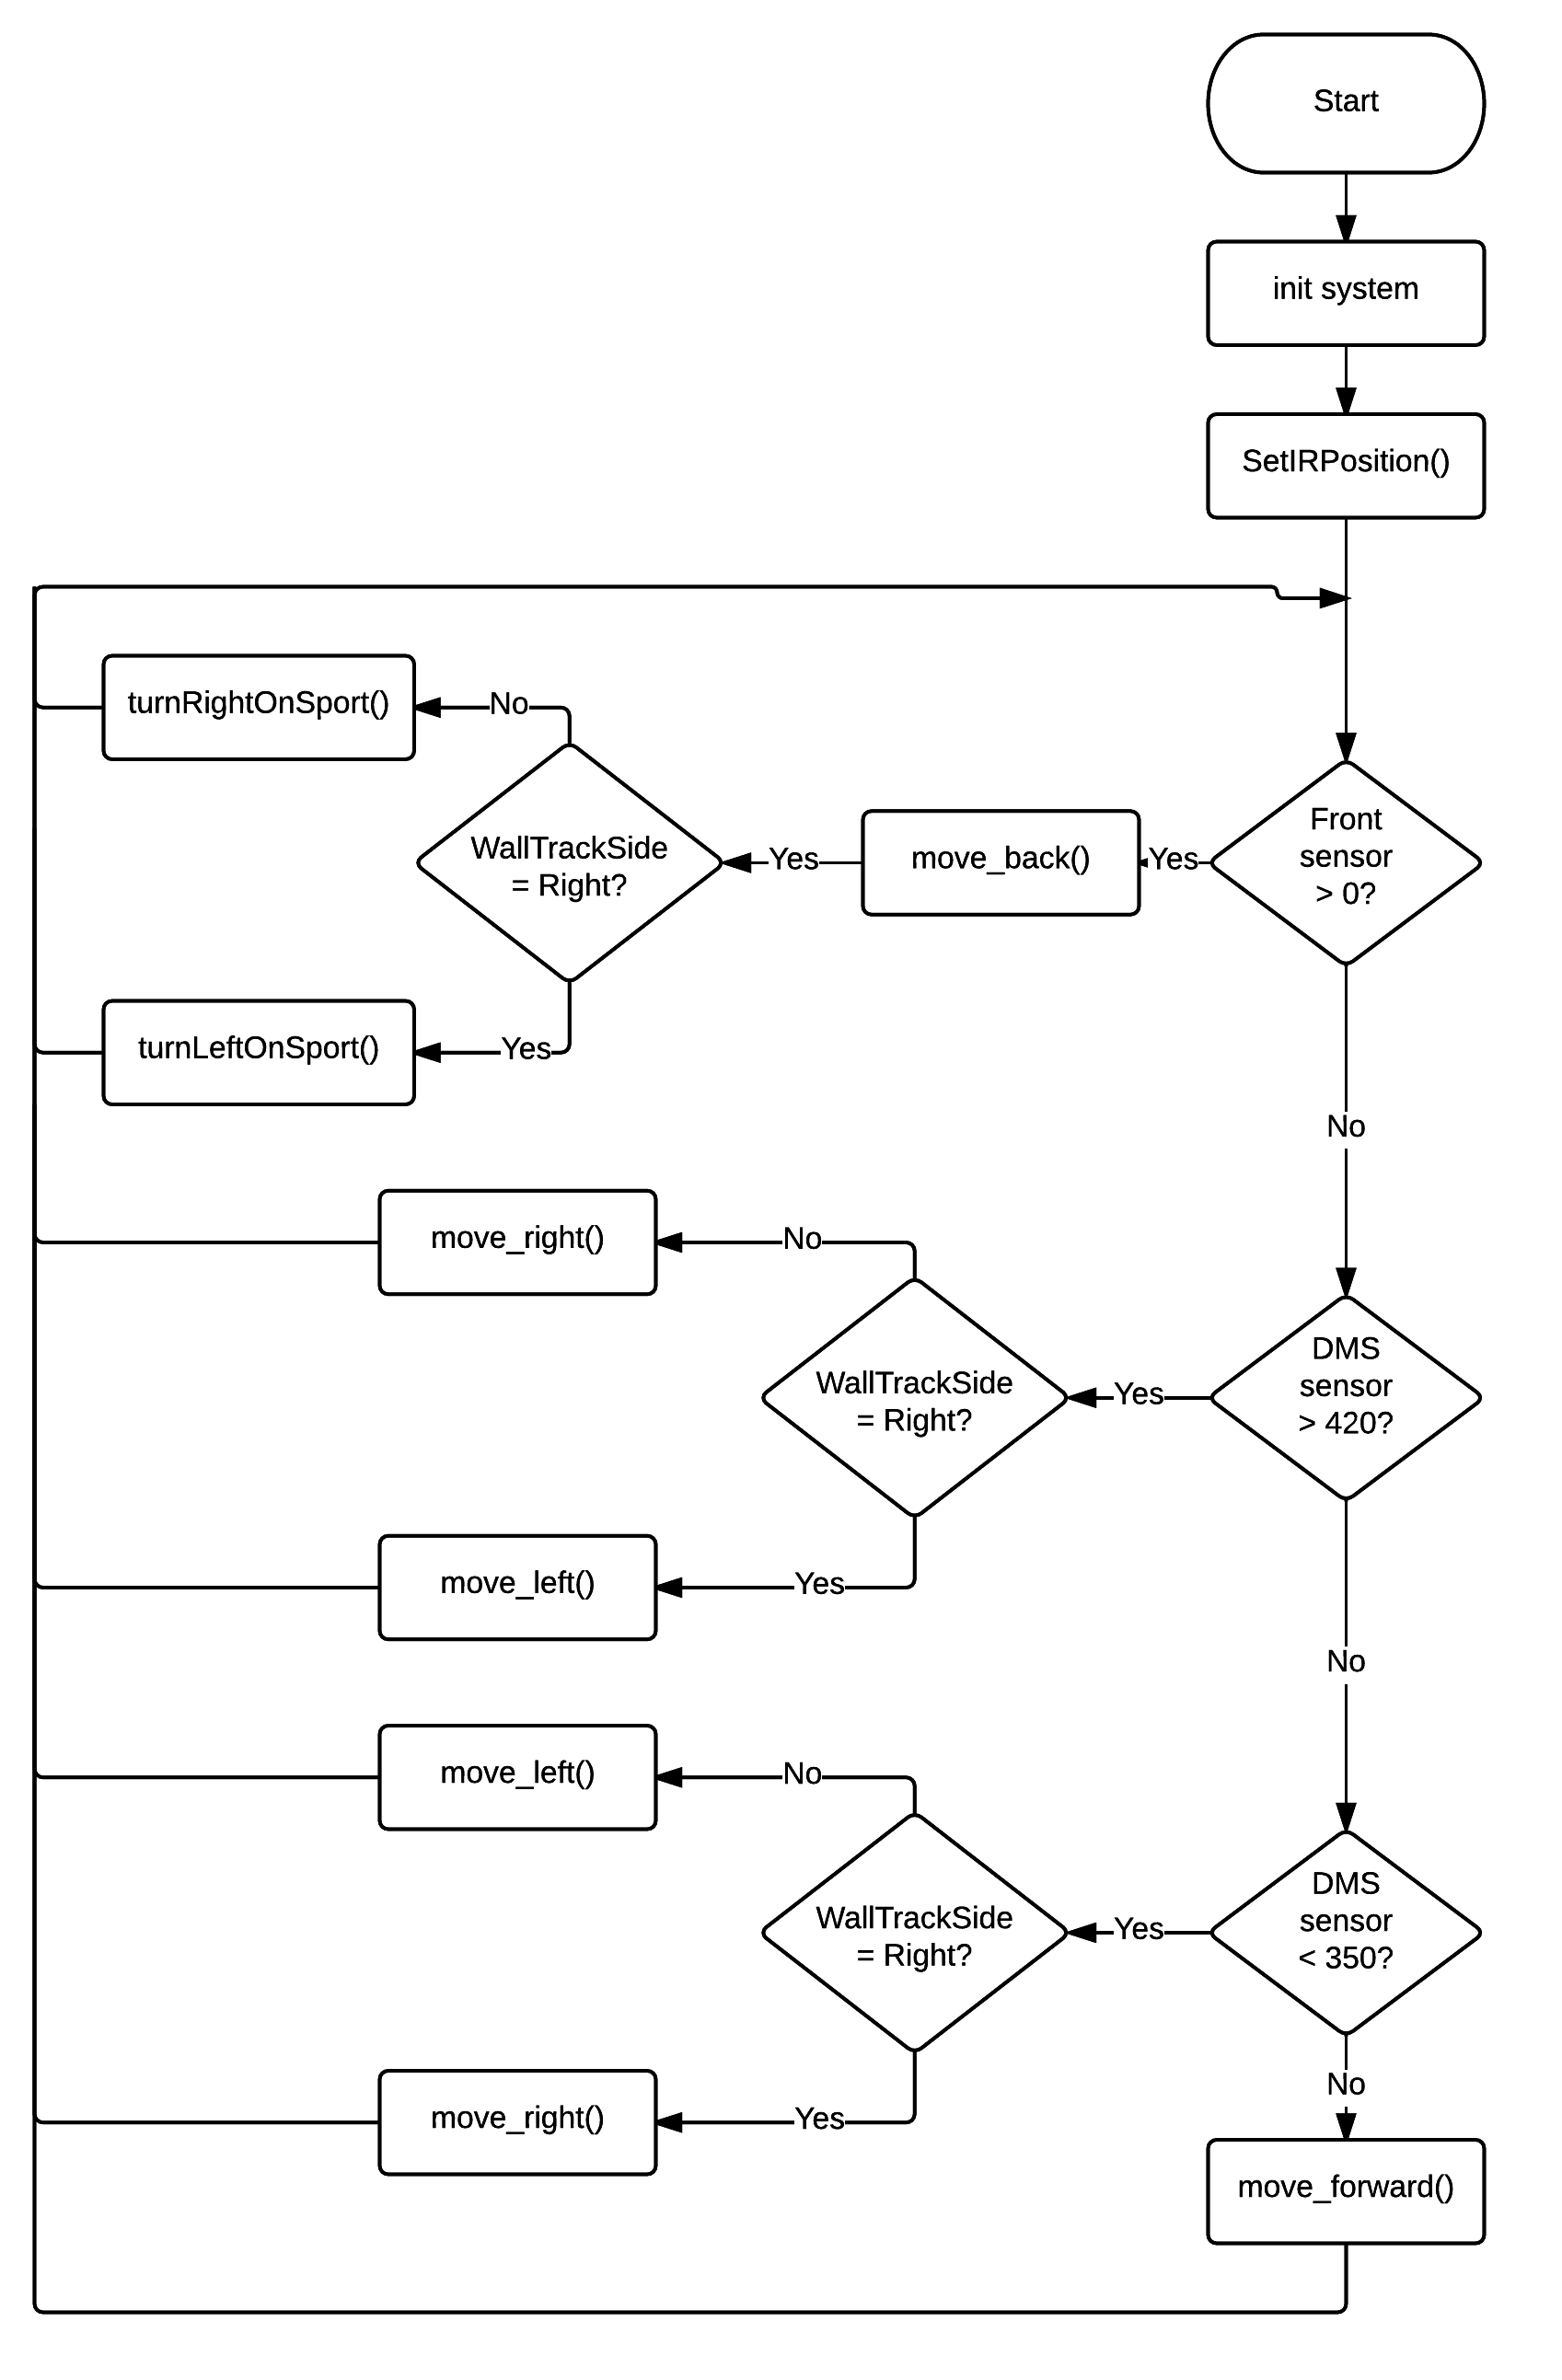 Start
init system
SetIRPosition()
turnRightOnSport()
No
WallTrackSide
= Right?
Yes
move_back()
Yes
Front
sensor
> 0?
turnLeftOnSport()
Yes
No
move_right()
No
WallTrackSide
= Right?
Yes
DMS
sensor
> 420?
move_left()
Yes
No
move_left()
No
WallTrackSide
= Right?
Yes
DMS
sensor
< 350?
move_right()
Yes
No
move_forward()